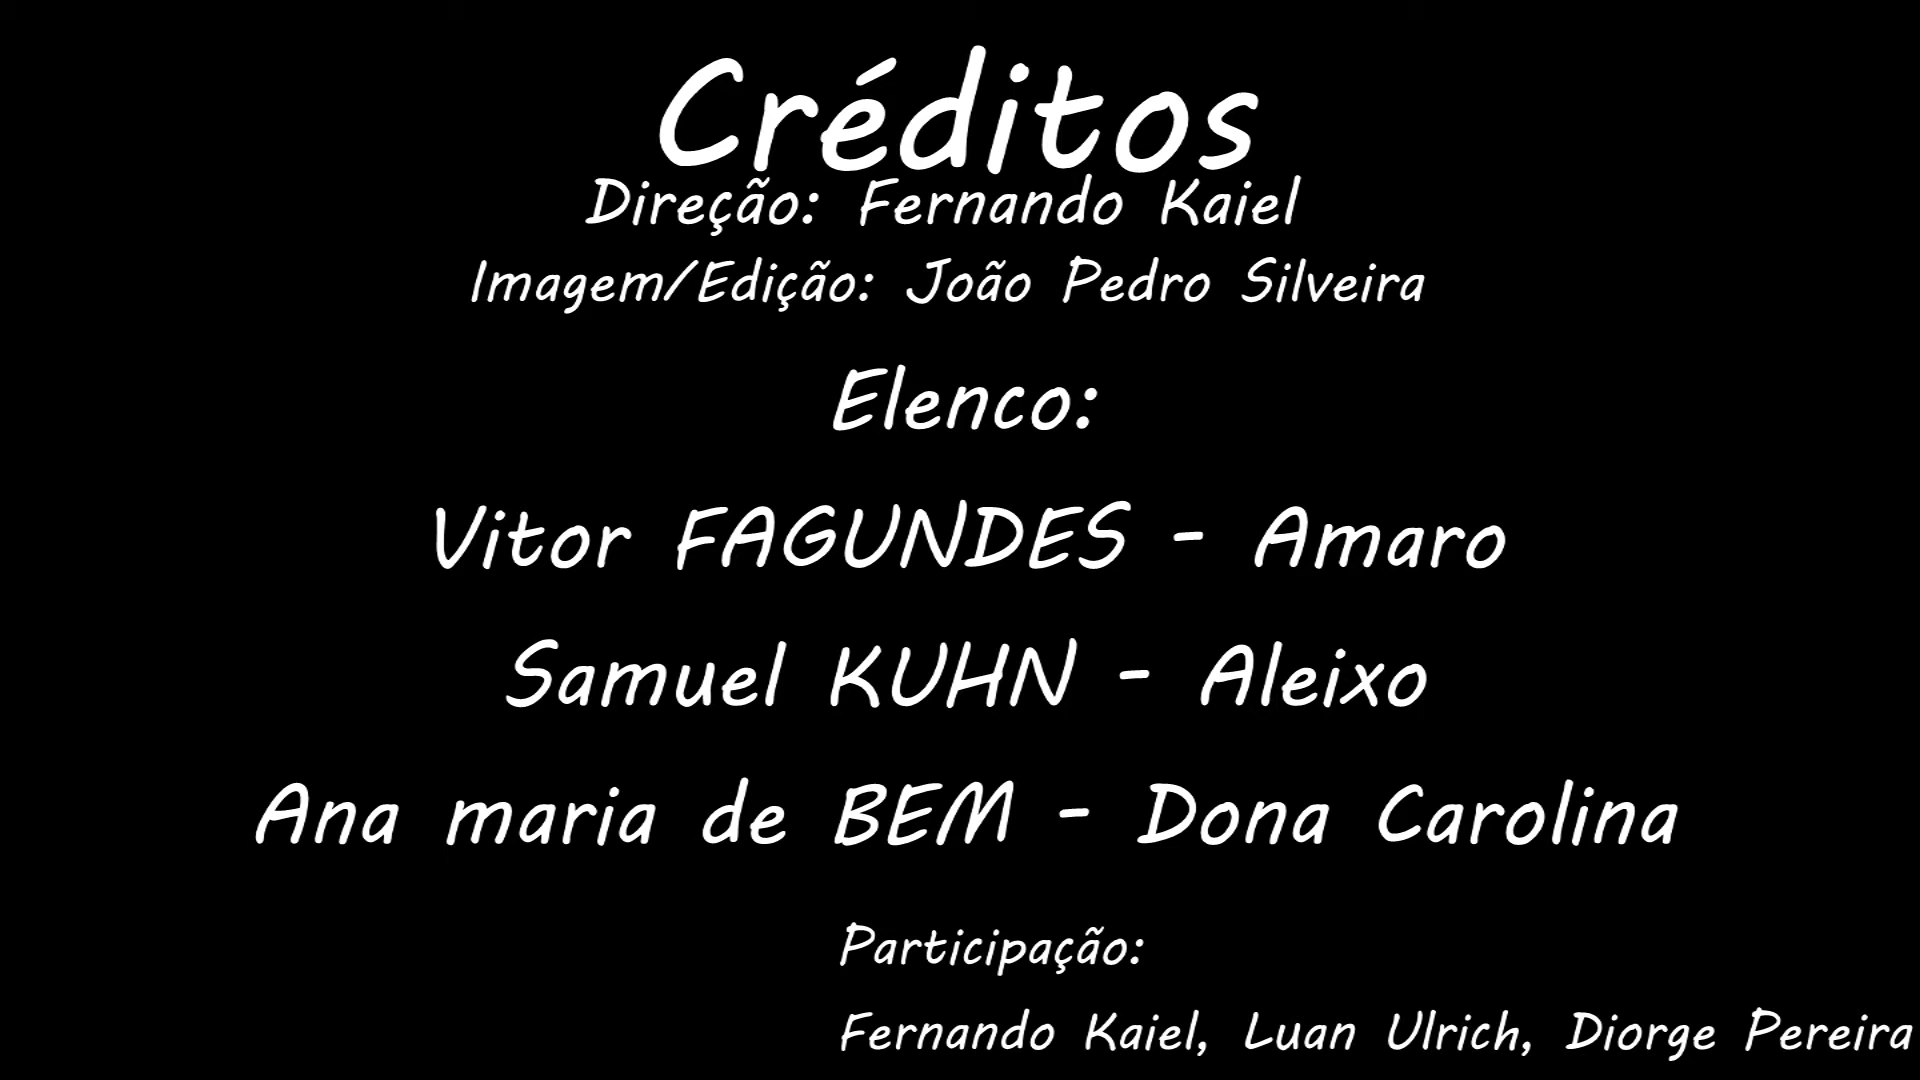 Créditos
Direção: Fernando Kaiel
Imagem/Edição: João Pedro Silveira
Elenco:
Vitor FAGUNDES - Amaro
Samuel KUHN - Aleixo
Ana maria de BEM - Dona Carolina
Participação:
Fernando Kaiel, Luan Ulrich, Diorge Pereira